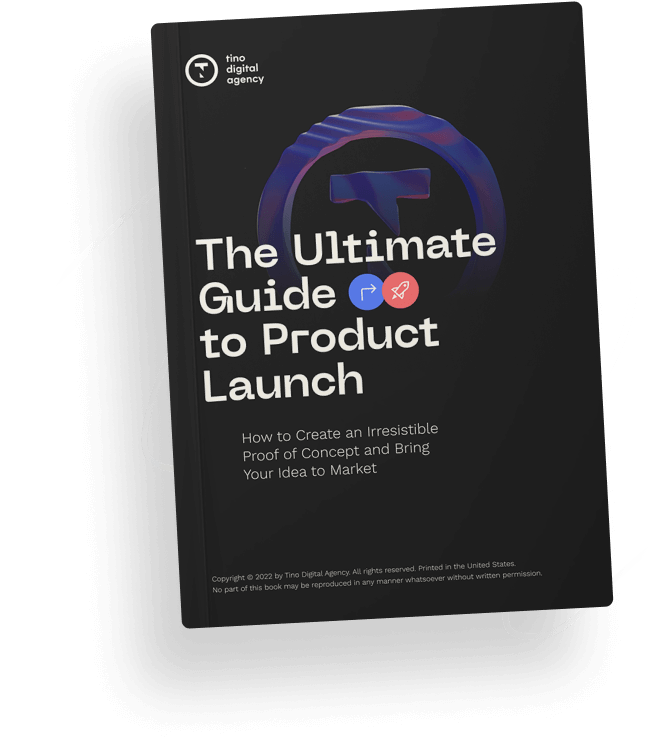 tino
digital
agency
The Ultimate
Guide
to Product
Launch
How to Create an Irresistible
Proof of Concept and Bring
Your Idea to Market
Copyright © 2022 by Tino Digital Agency. All rights reserved. Printed in the United States.
No part of this book may be reproduced in any manner whatsoever without written permission.